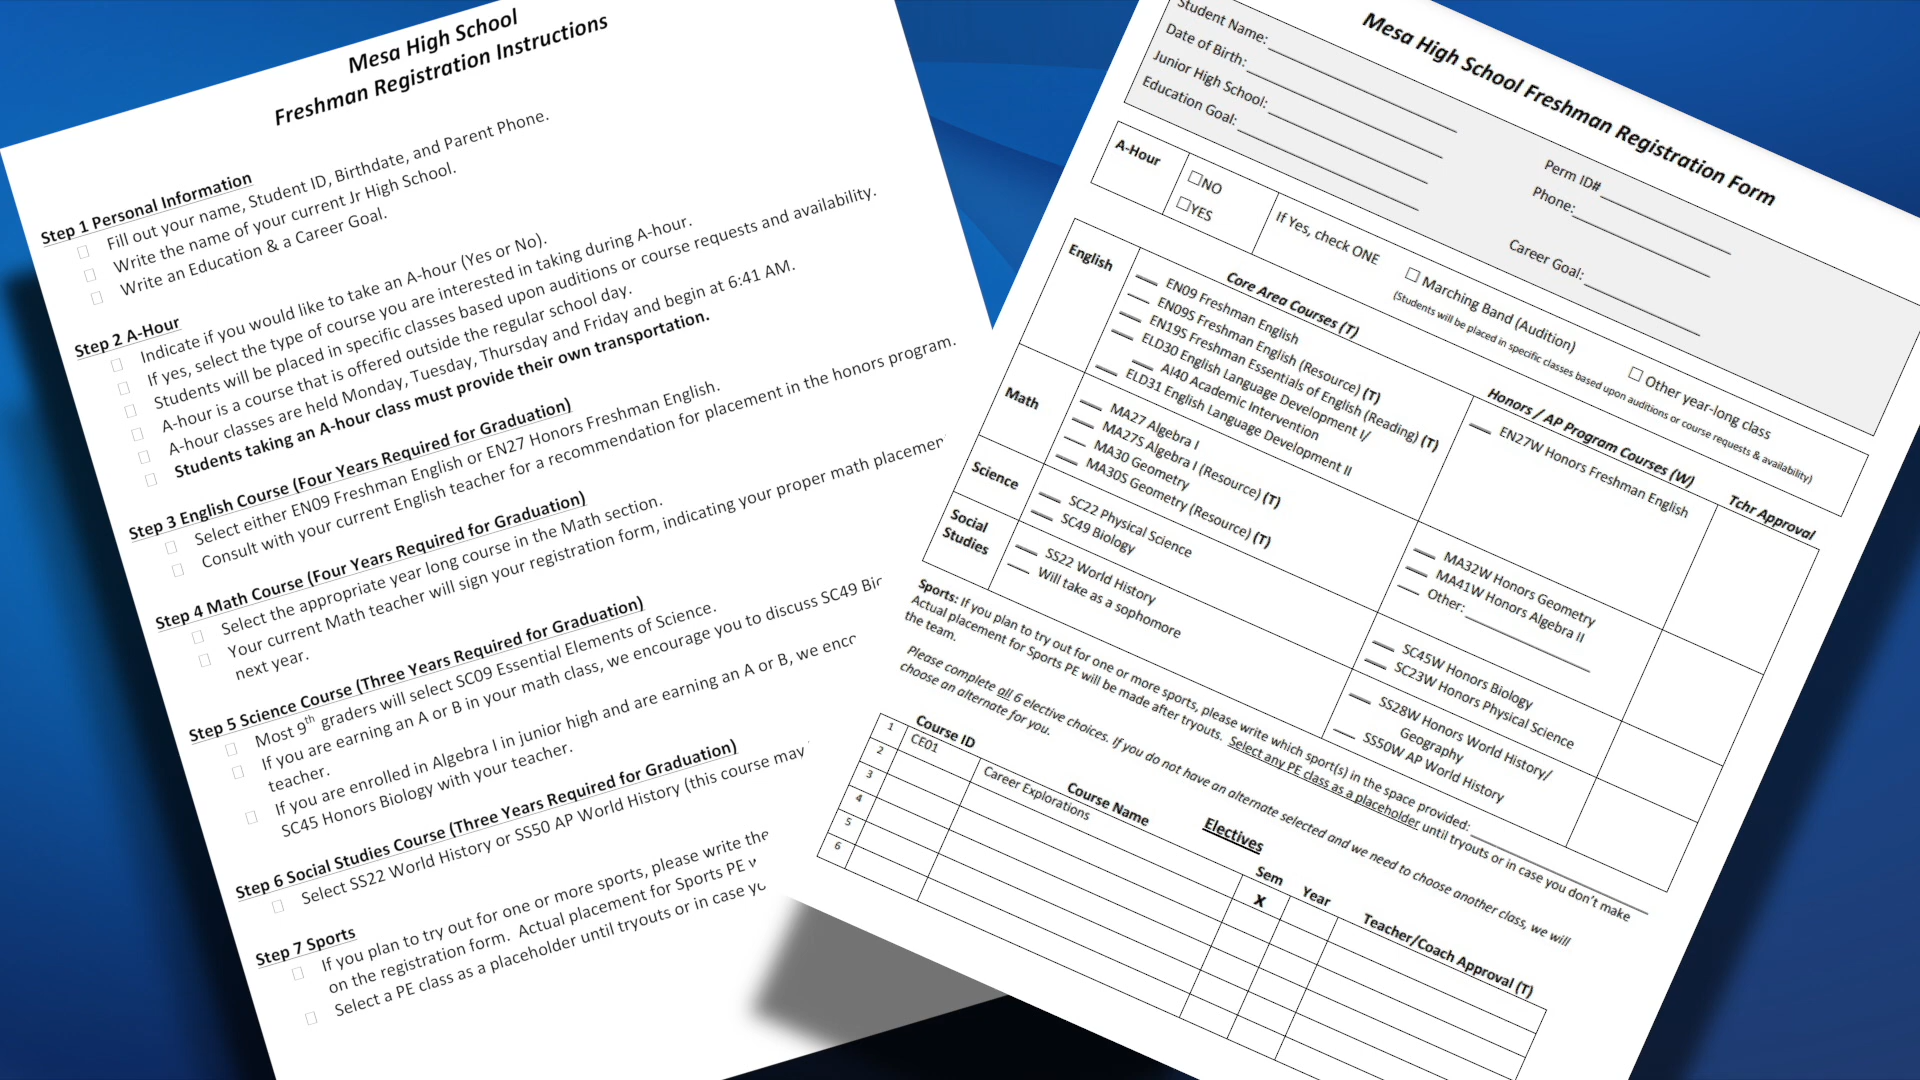 Mesa High School
Freshman Registration Instructions
Step 1 Personal Information
Fill out your name, Student ID, Birthdate, and Parent Phone.
Write the name of your current Jr High School.
Write an Education & a Career Goal.
Step 2 A-Hour
Indicate if you would like to take an A-hour (Yes or No).
If yes, select the type of course you are interested in taking during A-hour.
Students will be placed in specific classes based upon auditions or course requests and availability.
A-hour is a course that is offered outside the regular school day.
A-hour classes are held Monday, Tuesday, Thursday and Friday and begin at 6:41 AM.
Students taking an A-hour class must provide their own transportation.
Step 3 English Course (Four Years Required for Graduation)
Select either EN09 Freshman English or EN27 Honors Freshman English.
Consult with your current English teacher for a recommendation for placement in the honors program.
Step 4 Math Course (Four Years Required for Graduation)
Select the appropriate year long course in the Math section.
Your current Math teacher will sign your registration form, indicating your proper math placemen
next year.
Step 5 Science Course (Three Years Required for Graduation)
Most 9th graders will select SC09 Essential Elements of Science.
If you are earning an A or B in your math class, we encourage you to discuss SC49 Bi
teacher.
If you are enrolled in Algebra I in junior high and are earning an A or B, we enc
SC45 Honors Biology with your teacher.
Step 6 Social Studies Course (Three Years Required for Graduation)
Select SS22 World History or SS50 AP World History (this course may
Step 7 Sports
If you plan to try out for one or more sports, please write the
on the registration form. Actual placement for Sports PE
Select a PE class as a placeholder until tryouts or in case
Mesa High School Freshman Registration Form
Student Name:
Date of Birth:
Junior High School:
Education Goal:
Perm ID#
Phone:
Career Goal:
A-Hour
NO
YES
If Yes, check ONE
Marching Band (Audition)
Other year-long class
(Students will be placed in specific classes based upon auditions or course requests & availability)
Core Area Courses (T)
Honors / AP Program Courses (W)
Tchr Approval
English
EN09 Freshman English
EN09S Freshman English (Resource) (T)
EN19S Freshman Essentials of English (Reading) (T)
ELD30 English Language Development I/
AI40 Academic Intervention
ELD31 English Language Development II
EN27W Honors Freshman English
Math
MA27 Algebra I
MA27S Algebra I (Resource) (T)
MA30 Geometry
MA30S Geometry (Resource) (T)
MA32W Honors Geometry
MA41W Honors Algebra II
Other:
Science
SC22 Physical Science
SC49 Biology
SC45W Honors Biology
SC23W Honors Physical Science
Social
Studies
SS22 World History
Will take as a sophomore
SS28W Honors World History/
Geography
SS50W AP World History
Sports: If you plan to try out for one or more sports, please write which sport(s) in the space provided:
Actual placement for Sports PE will be made after tryouts. Select any PE class as a placeholder until tryouts or in case you don't make
the team.
Electives
Please complete all 6 elective choices. If you do not have an alternate selected and we need to choose another class, we will
choose an alternate for you.
Course ID
Course Name
Sem
Year
Teacher/Coach Approval (T)
1
CE01
Career Explorations
X
2
3
4
5
6